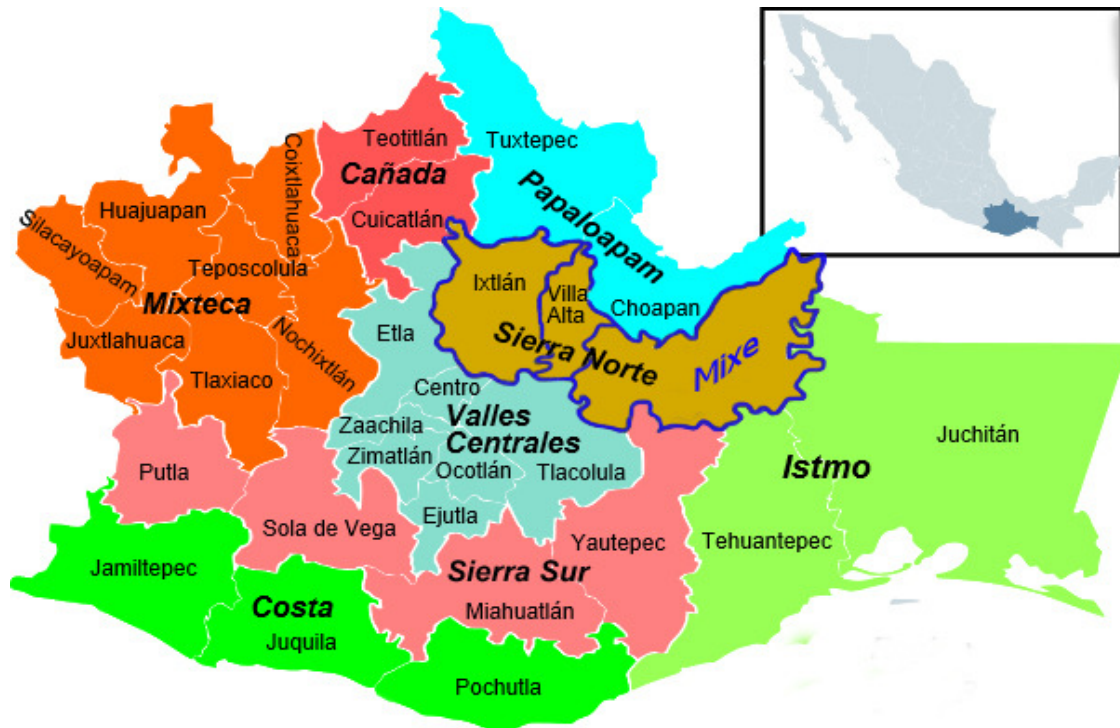 Teotitlán
Cañada
Cuicatlán
Tuxtepec
Papaloapam
Choapan
Coixtlahuaca
Huajuapan
Silacayoapam
Teposcolula
Mixteca
Juxtlahuaca
Nochixtlán
Tlaxiaco
Ixtlán
Villa
Alta
Sierra Norte
Mixe
Etla
Centro
Valles
Centrales
Zaachila
Zimatlán
Ocotlán
Tlacolula
Ejutla
Juchitán
Istmo
Tehuantepec
Putla
Sola de Vega
Yautepec
Sierra Sur
Miahuatlán
Jamiltepec
Costa
Juquila
Pochutla